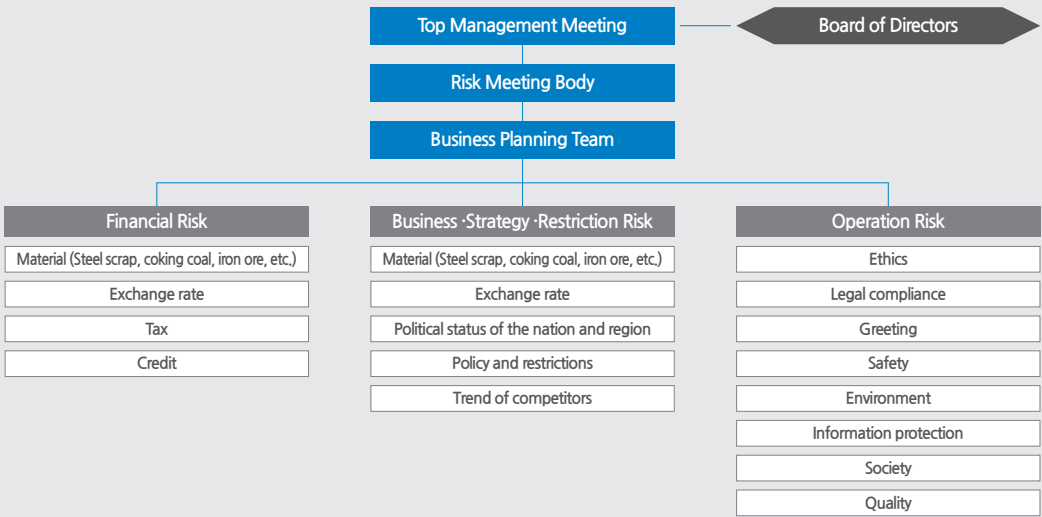 Top Management Meeting
Board of Directors
Risk Meeting Body
Business Planning Team
Financial Risk
Material (Steel scrap, coking coal, iron ore, etc.)
Exchange rate
Tax
Credit
Business ·Strategy ·Restriction Risk
Material (Steel scrap, coking coal, iron ore, etc.)
Exchange rate
Political status of the nation and region
Policy and restrictions
Trend of competitors
Operation Risk
Ethics
Legal compliance
Greeting
Safety
Environment
Information protection
Society
Quality